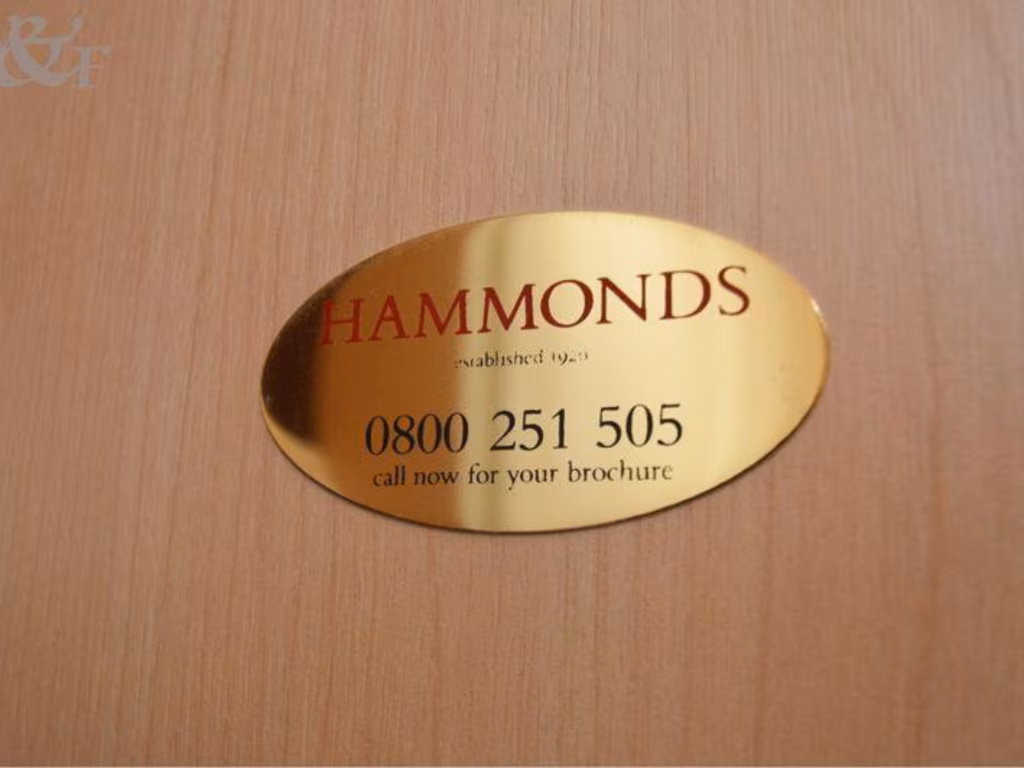 &F
HAMMONDS
established
0800 251 505
call now for your brochure